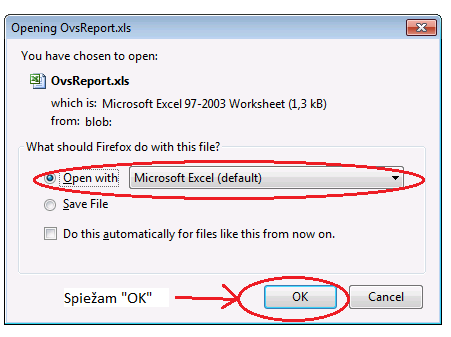 Opening OvsReport.xls
You have chosen to open:
OvsReport.xls
which is: Microsoft Excel 97-2003 Worksheet (1,3 kB)
from: blob:
What should Firefox do with this file?
Open with Microsoft Excel (default)
Save File
Do this automatically for files like this from now on.
Spiežam "OK" OK Cancel